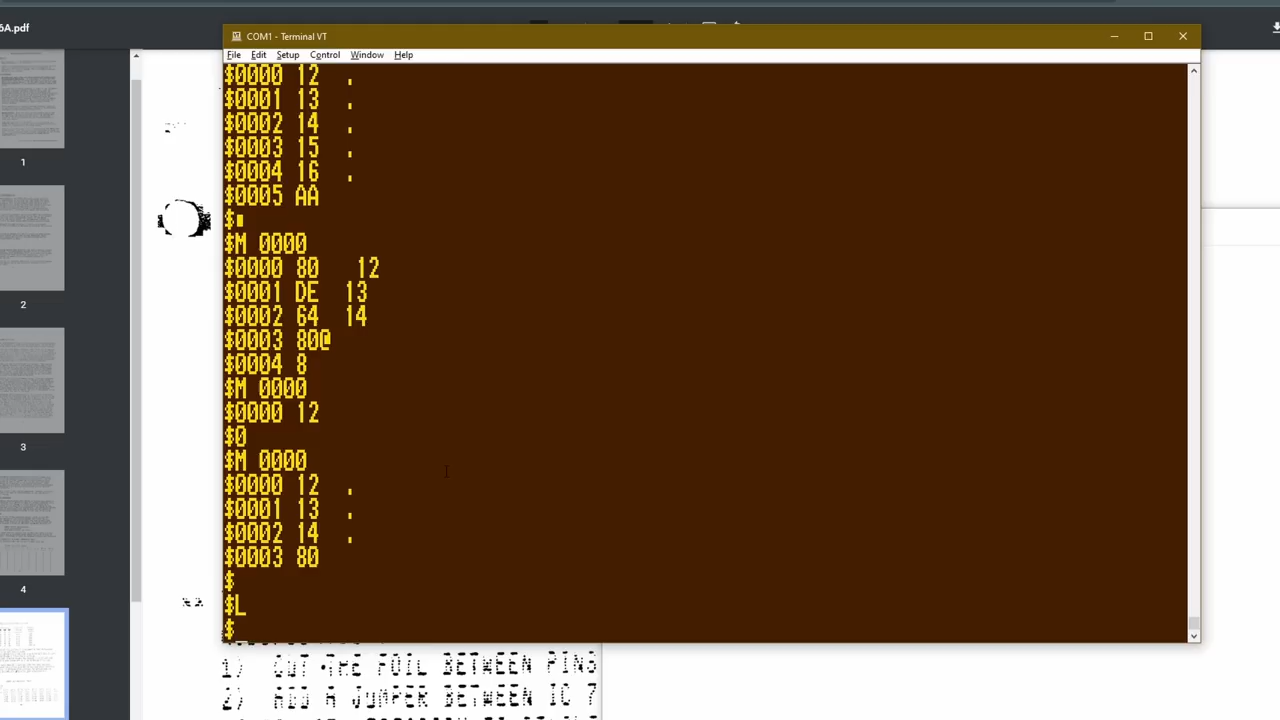 6A.pdf
COM1 - Terminal VT
File Edit Setup Control Window Help
$0000 12 .
$0001 13 .
$0002 14 .
$0003 15 .
$0004 16 .
$0005 AA
$
$M 0000
$0000 80 12
$0001 DE 13
$0002 64 14
$0003 80@
$0004 8
$M 0000
$0000 12
$0
$M 0000
$0000 12 .
$0001 13 .
$0002 14 .
$0003 80
$
$L
$
1
2
3
4
1) CUT THE FOIL BETWEEN PINS
2) ADD A JUMPER BETWEEN IC 7